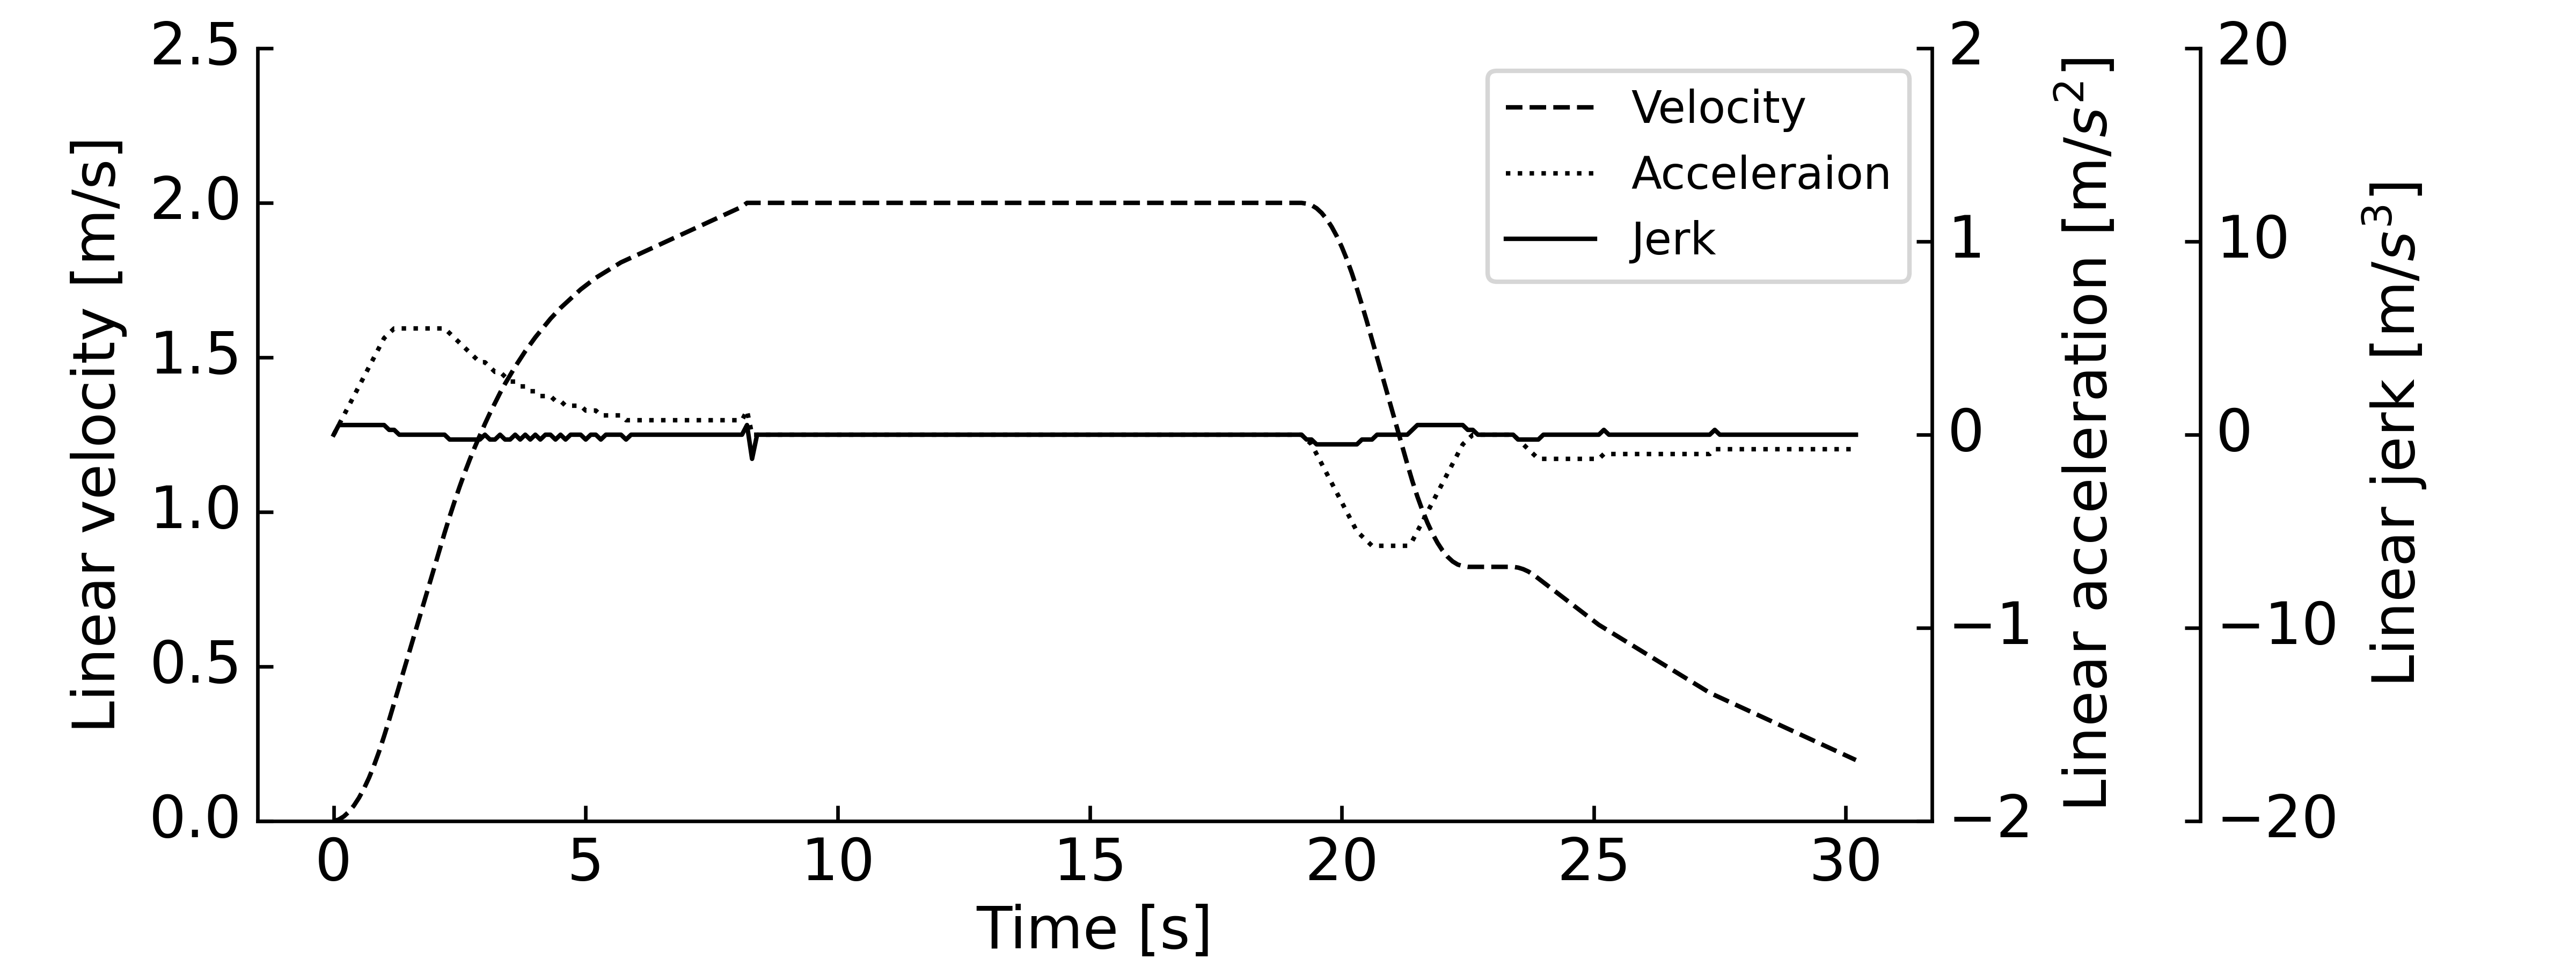 Linear velocity [m/s]
2.5
2.0
1.5
1.0
0.5
0.0
0 5 10 15 20 25 30
Time [s]
Velocity
Acceleraion
Jerk
2
1
0
−1
−2
Linear acceleration [m/s²]
20
10
0
−10
−20
Linear jerk [m/s³]